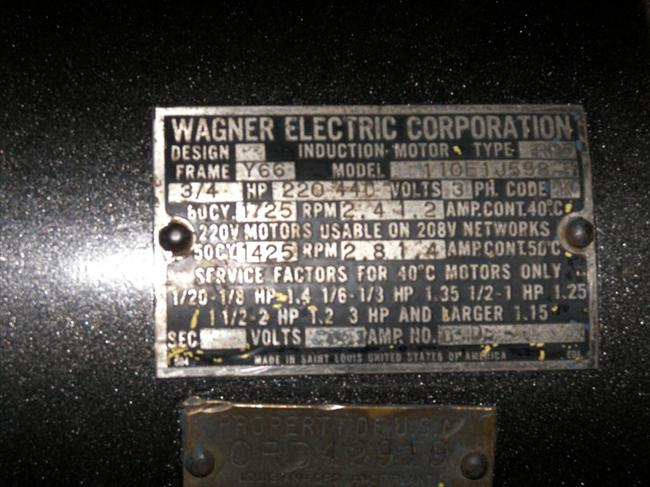 WAGNER ELECTRIC CORPORATION
DESIGN INDUCTION MOTOR TYPE
FRAME Y66 MODEL
3/4 HP 220 440 VOLTS 3 PH. CODE K
60CY. 1725 RPM 2.4 1.2 AMP.CONT.40°C
220V MOTORS USABLE ON 208V NETWORKS
50CY 1425 RPM 2.8 1.4 AMP.CONT.50°C
SERVICE FACTORS FOR 40°C MOTORS ONLY
1/20-1/8 HP 1.4 1/6-1/3 HP 1.35 1/2-1 HP 1.25
1 1/2-2 HP 1.2 3 HP AND LARGER 1.15
SEC. VOLTS AMP. NO.
604 MADE IN SAINT LOUIS UNITED STATES OF AMERICA
PROPERTY OF U.S.A.
ORD42919